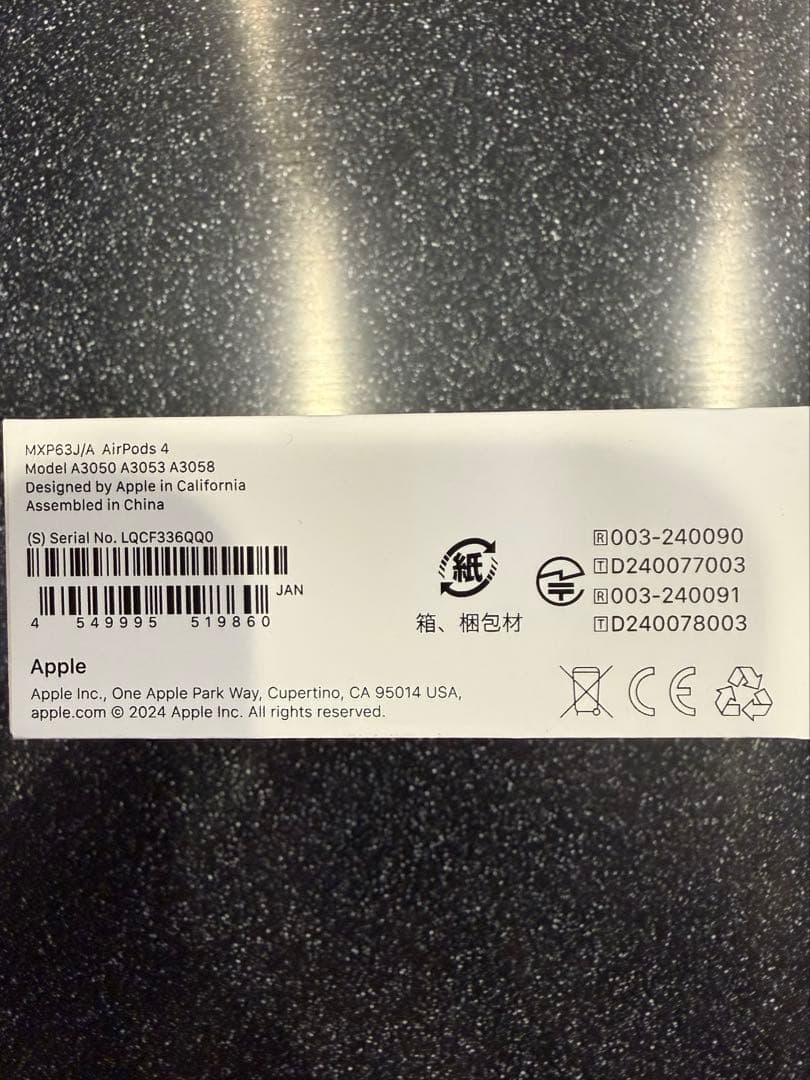 MXP63J/A AirPods 4
Model A3050 A3053 A3058
Designed by Apple in California
Assembled in China
(S) Serial No. LQCF336QQ0
JAN
4 549995 519860
紙
箱、梱包材
R003-240090
TD240077003
R003-240091
TD240078003
Apple
Apple Inc., One Apple Park Way, Cupertino, CA 95014 USA,
apple.com © 2024 Apple Inc. All rights reserved.
CE